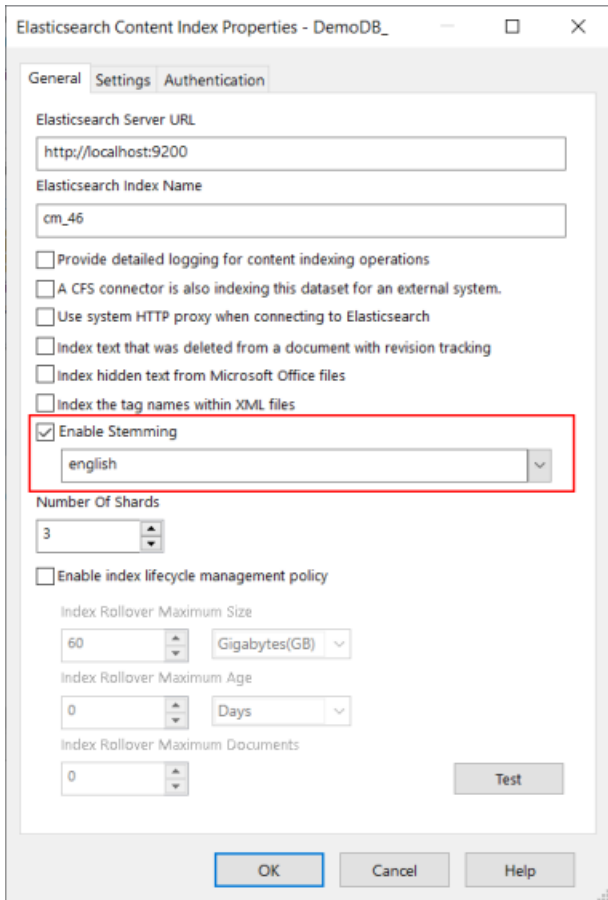 Elasticsearch Content Index Properties - DemoDB_
General Settings Authentication
Elasticsearch Server URL
http://localhost:9200
Elasticsearch Index Name
cm_46
Provide detailed logging for content indexing operations
A CFS connector is also indexing this dataset for an external system.
Use system HTTP proxy when connecting to Elasticsearch
Index text that was deleted from a document with revision tracking
Index hidden text from Microsoft Office files
Index the tag names within XML files
Enable Stemming
english
Number Of Shards
3
Enable index lifecycle management policy
Index Rollover Maximum Size
60 Gigabytes(GB)
Index Rollover Maximum Age
0 Days
Index Rollover Maximum Documents
0 Test
OK Cancel Help